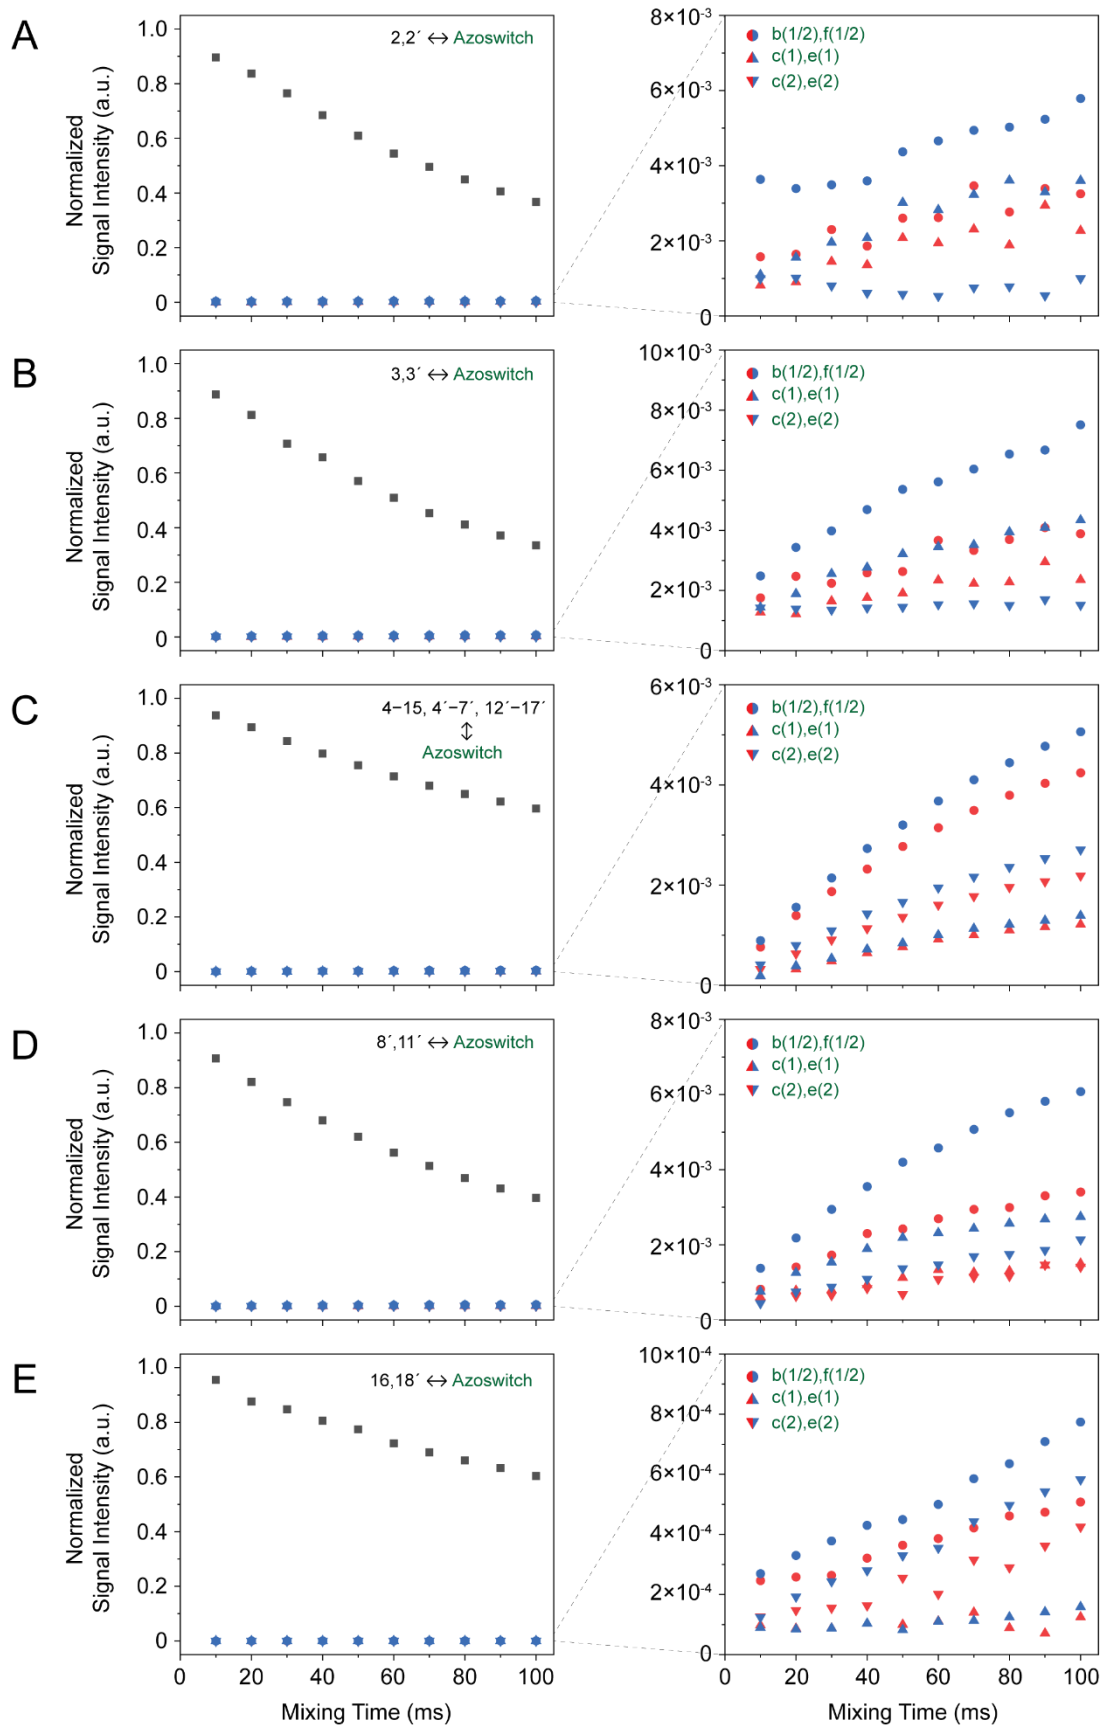 A
Normalized
Signal Intensity (a.u.)
1.0
0.8
0.6
0.4
0.2
0
2,2´ ↔ Azoswitch
8×10⁻³
6×10⁻³
4×10⁻³
2×10⁻³
0
b(1/2),f(1/2)
c(1),e(1)
c(2),e(2)
B
Normalized
Signal Intensity (a.u.)
1.0
0.8
0.6
0.4
0.2
0
3,3´ ↔ Azoswitch
10×10⁻³
8×10⁻³
6×10⁻³
4×10⁻³
2×10⁻³
0
b(1/2),f(1/2)
c(1),e(1)
c(2),e(2)
C
Normalized
Signal Intensity (a.u.)
1.0
0.8
0.6
0.4
0.2
0
4−15, 4´−7´, 12´−17´
↕
Azoswitch
6×10⁻³
4×10⁻³
2×10⁻³
0
b(1/2),f(1/2)
c(1),e(1)
c(2),e(2)
D
Normalized
Signal Intensity (a.u.)
1.0
0.8
0.6
0.4
0.2
0
8´,11´ ↔ Azoswitch
8×10⁻³
6×10⁻³
4×10⁻³
2×10⁻³
0
b(1/2),f(1/2)
c(1),e(1)
c(2),e(2)
E
Normalized
Signal Intensity (a.u.)
1.0
0.8
0.6
0.4
0.2
0
16,18´ ↔ Azoswitch
0 20 40 60 80 100
Mixing Time (ms)
10×10⁻⁴
8×10⁻⁴
6×10⁻⁴
4×10⁻⁴
2×10⁻⁴
0
b(1/2),f(1/2)
c(1),e(1)
c(2),e(2)
0 20 40 60 80 100
Mixing Time (ms)